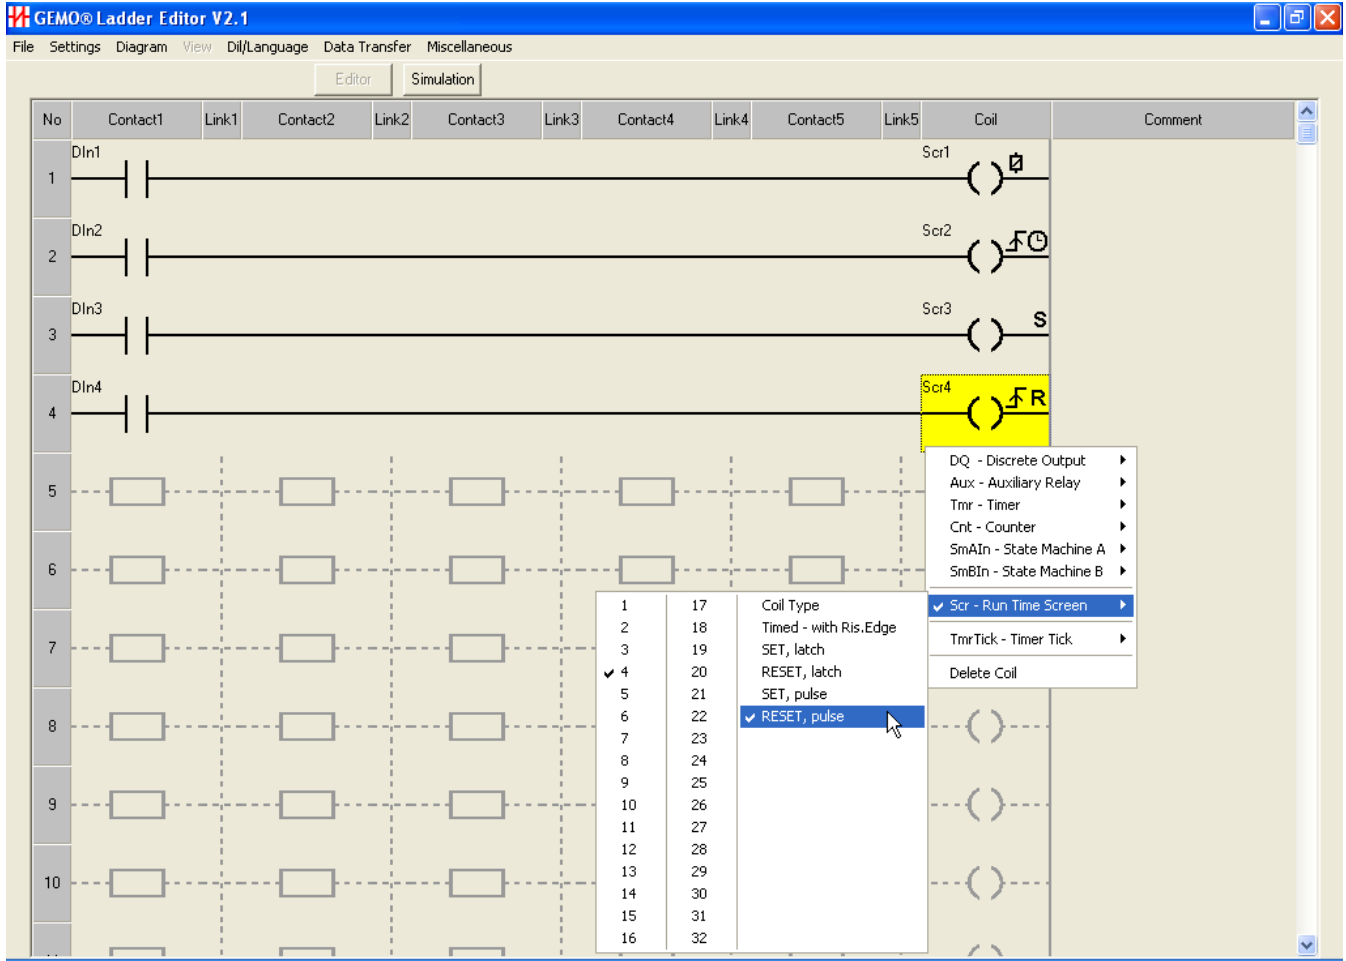 GEMO® Ladder Editor V2.1
File Settings Diagram View Dil/Language Data Transfer Miscellaneous
Editor Simulation
No Contact1 Link1 Contact2 Link2 Contact3 Link3 Contact4 Link4 Contact5 Link5 Coil Comment
DIn1 Scr1
1
DIn2 Scr2
2
DIn3 Scr3
3 S
DIn4 Scr4
4 R
5
6
7
8
9
10
DQ - Discrete Output
Aux - Auxiliary Relay
Tmr - Timer
Cnt - Counter
SmAIn - State Machine A
SmBIn - State Machine B
Scr - Run Time Screen
TmrTick - Timer Tick
Delete Coil
1 17 Coil Type
2 18 Timed - with Ris.Edge
3 19 SET, latch
4 20 RESET, latch
5 21 SET, pulse
6 22 RESET, pulse
7 23
8 24
9 25
10 26
11 27
12 28
13 29
14 30
15 31
16 32